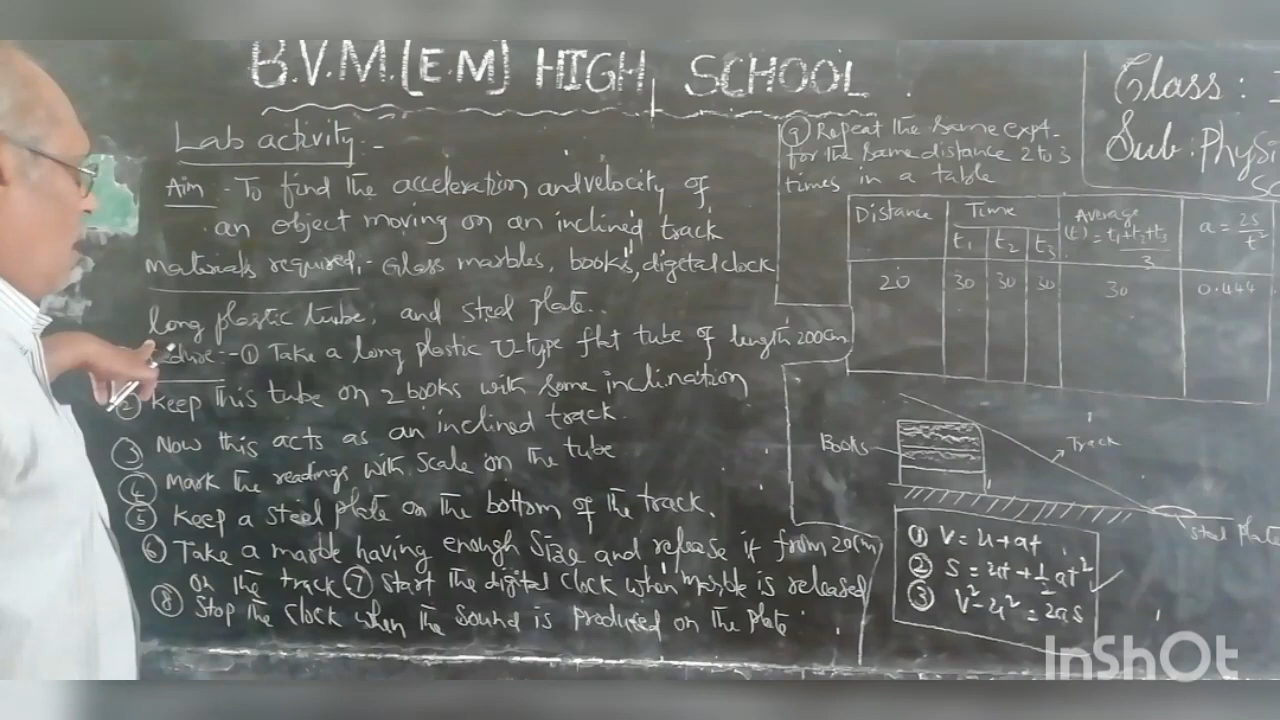 B.V.M.[E.M] HIGH SCHOOL
Class:
Sub: Physi
Lab activity:-
Aim :- To find the acceleration and velocity of
an object moving on an inclined track
materials required:- Glass marbles, books, digital clock
long plastic tube, and steel plate.
:- ① Take a long plastic U-type flat tube of length 200cm
② Keep this tube on 2 books with some inclination
③ Now this acts as an inclined track.
④ Mark the readings with scale on the tube
⑤ Keep a steel plate on the bottom of the track.
⑥ Take a marble having enough size and release it from 20cm
on the track ⑦ Start the digital clock when marble is released
⑧ Stop the clock when the sound is produced on the plate
⑨ Repeat the same expt.
for the same distance 2 to 3
times in a table
Distance Time Average a = 2s/t²
t₁ t₂ t₃ (t) = t₁+t₂+t₃/3
20 30 30 30 30 0.444
Books
Track
Steel Plate
① V = u+at
② S = ut + ½ at²
③ V²-u² = 2as
InShOt